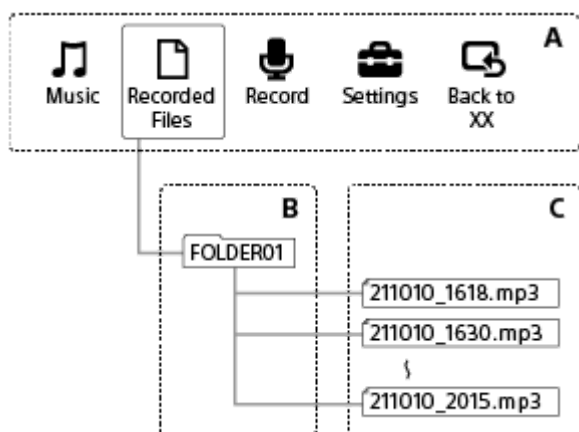 A
Music
Recorded
Files
Record
Settings
Back to
XX
B
C
FOLDER01
211010_1618.mp3
211010_1630.mp3
211010_2015.mp3